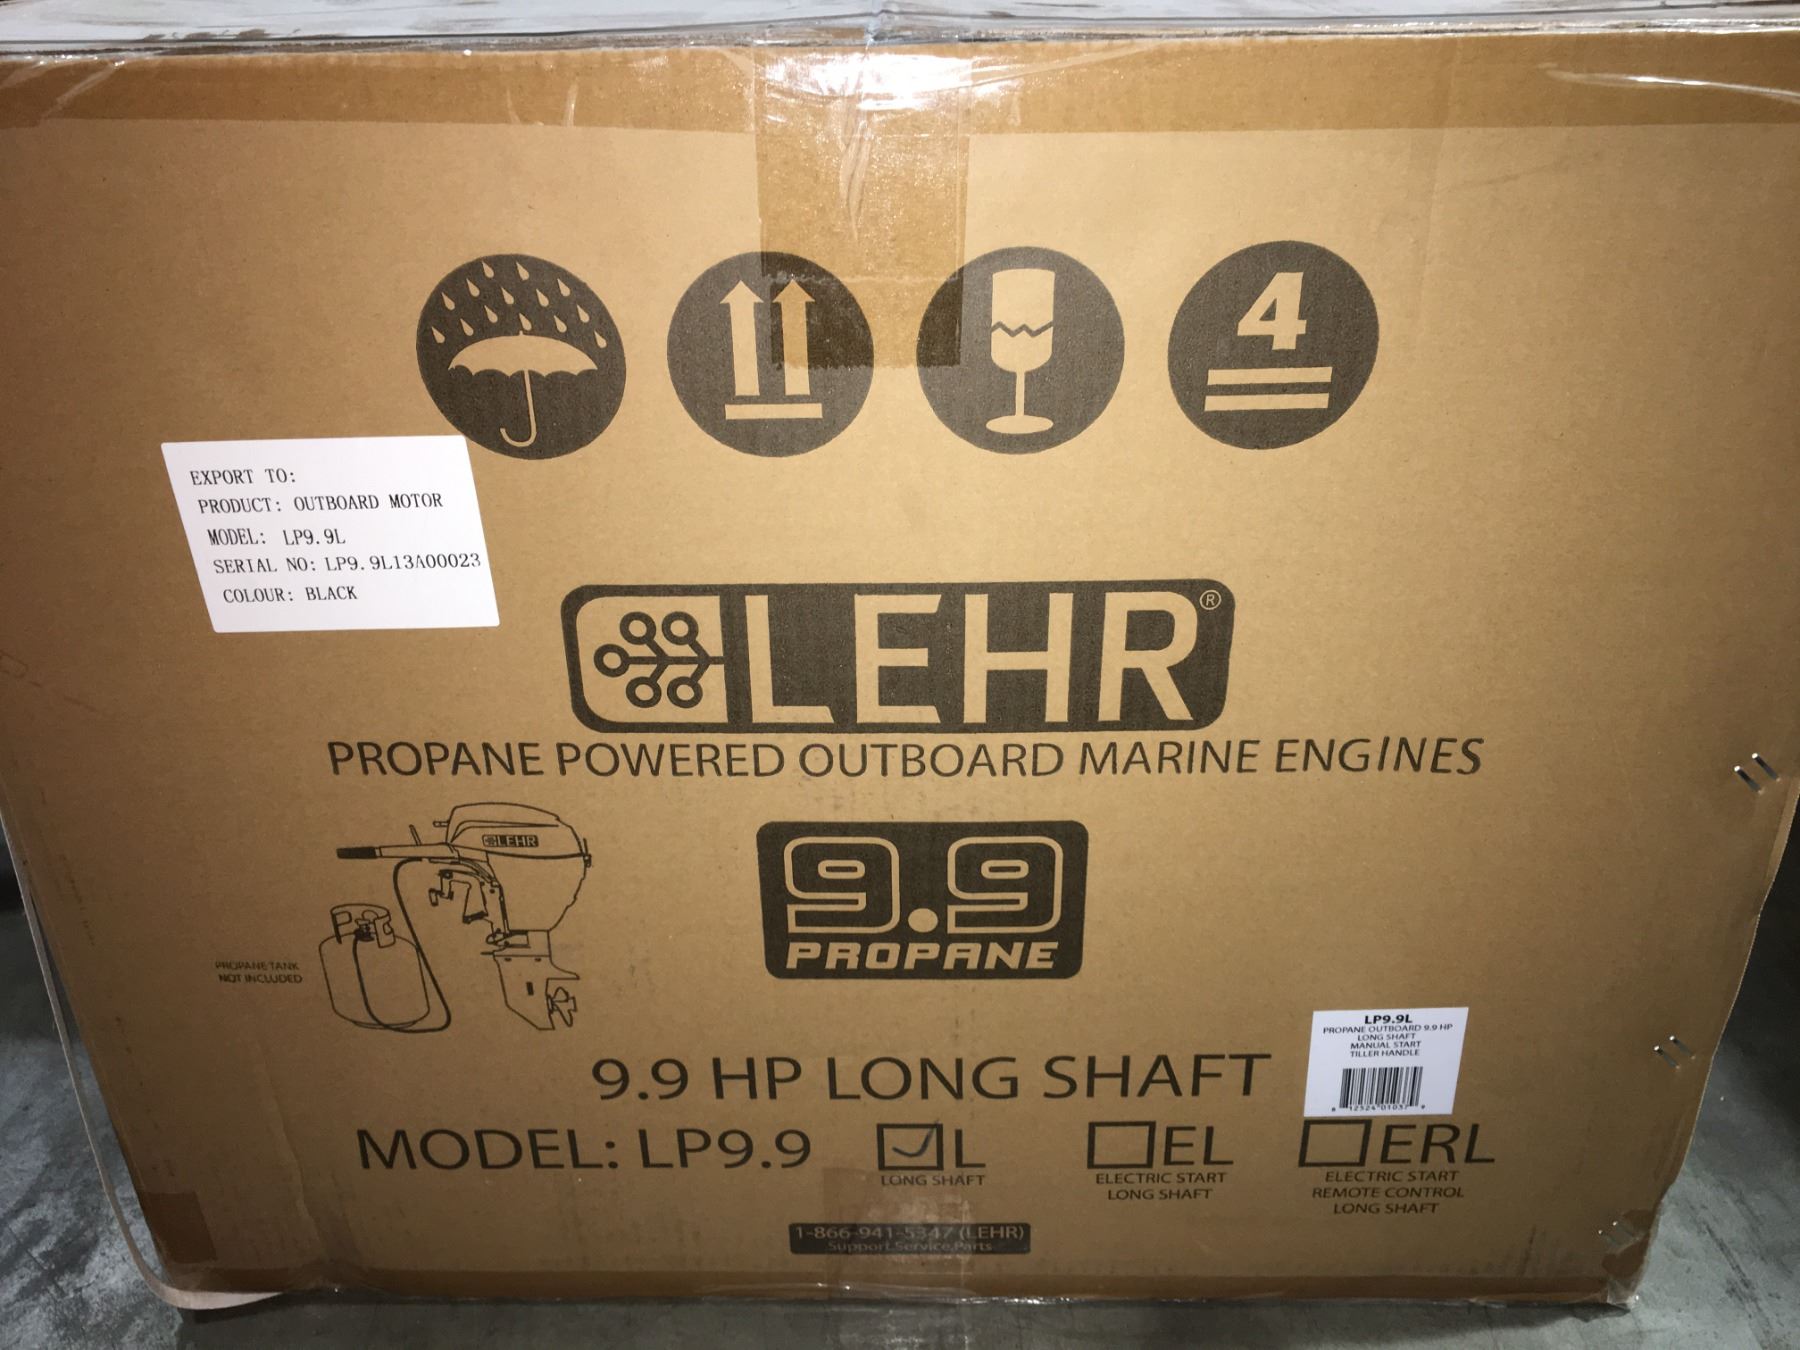 4
EXPORT TO:
PRODUCT: OUTBOARD MOTOR
MODEL: LP9.9L
SERIAL NO: LP9.9L13A00023
COLOUR: BLACK
LEHR®
PROPANE POWERED OUTBOARD MARINE ENGINES
LEHR
PROPANE TANK
NOT INCLUDED
9.9
PROPANE
LP9.9L
PROPANE OUTBOARD 9.9 HP
LONG SHAFT
MANUAL START
TILLER HANDLE
9.9 HP LONG SHAFT
MODEL: LP9.9 L EL ERL
LONG SHAFT
ELECTRIC START
LONG SHAFT
ELECTRIC START
REMOTE CONTROL
LONG SHAFT
1-866-941-5347 (LEHR)
Support,Service,Parts